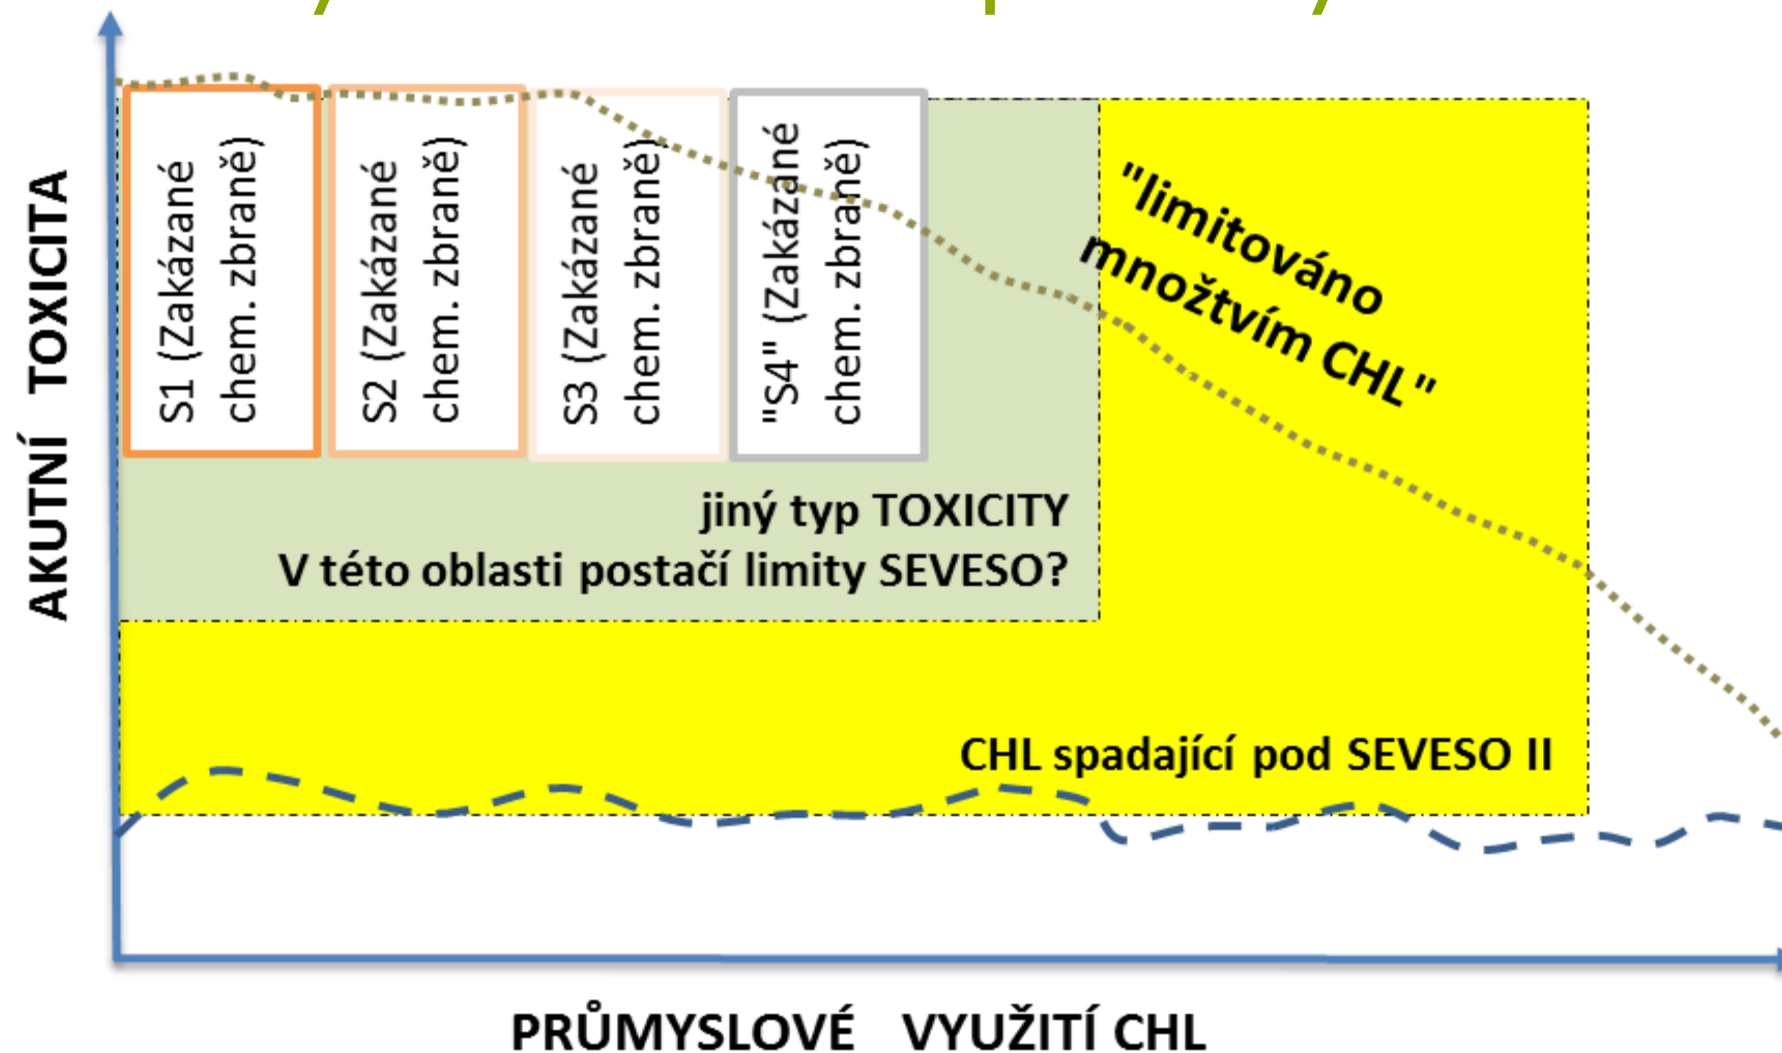 AKUTNÍ TOXICITA
S1 (Zakázané
chem. zbraně)
S2 (Zakázané
chem. zbraně)
S3 (Zakázané
chem. zbraně)
"S4" (Zakázané
chem. zbraně)
"limitováno
množtvím CHL"
jiný typ TOXICITY
V této oblasti postačí limity SEVESO?
CHL spadající pod SEVESO II
PRŮMYSLOVÉ VYUŽITÍ CHL